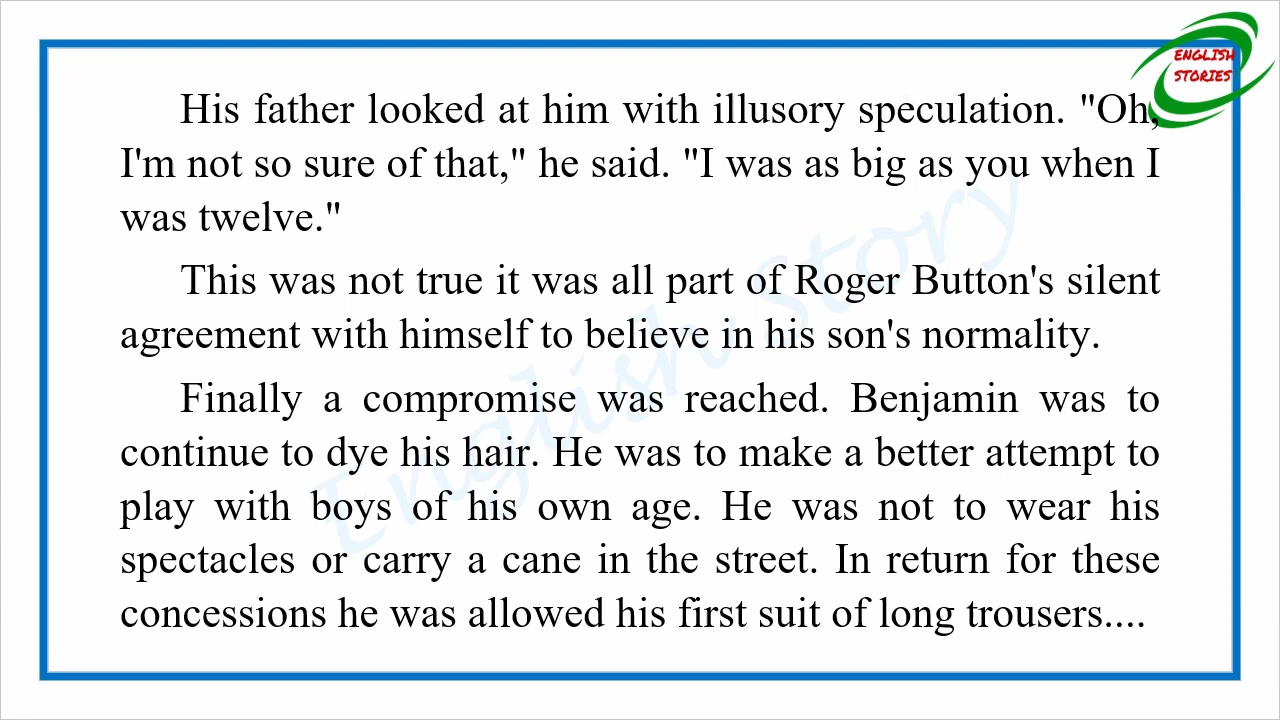 ENGLISH
STORIES
His father looked at him with illusory speculation. "Oh,
I'm not so sure of that," he said. "I was as big as you when I
was twelve."
This was not true it was all part of Roger Button's silent
agreement with himself to believe in his son's normality.
Finally a compromise was reached. Benjamin was to
continue to dye his hair. He was to make a better attempt to
play with boys of his own age. He was not to wear his
spectacles or carry a cane in the street. In return for these
concessions he was allowed his first suit of long trousers....
English Story